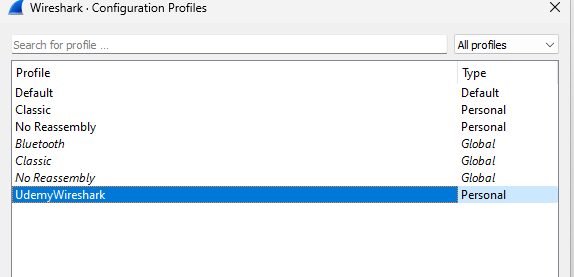 Wireshark · Configuration Profiles
Search for profile ...
All profiles
Profile Type
Default Default
Classic Personal
No Reassembly Personal
Bluetooth Global
Classic Global
No Reassembly Global
UdemyWireshark Personal